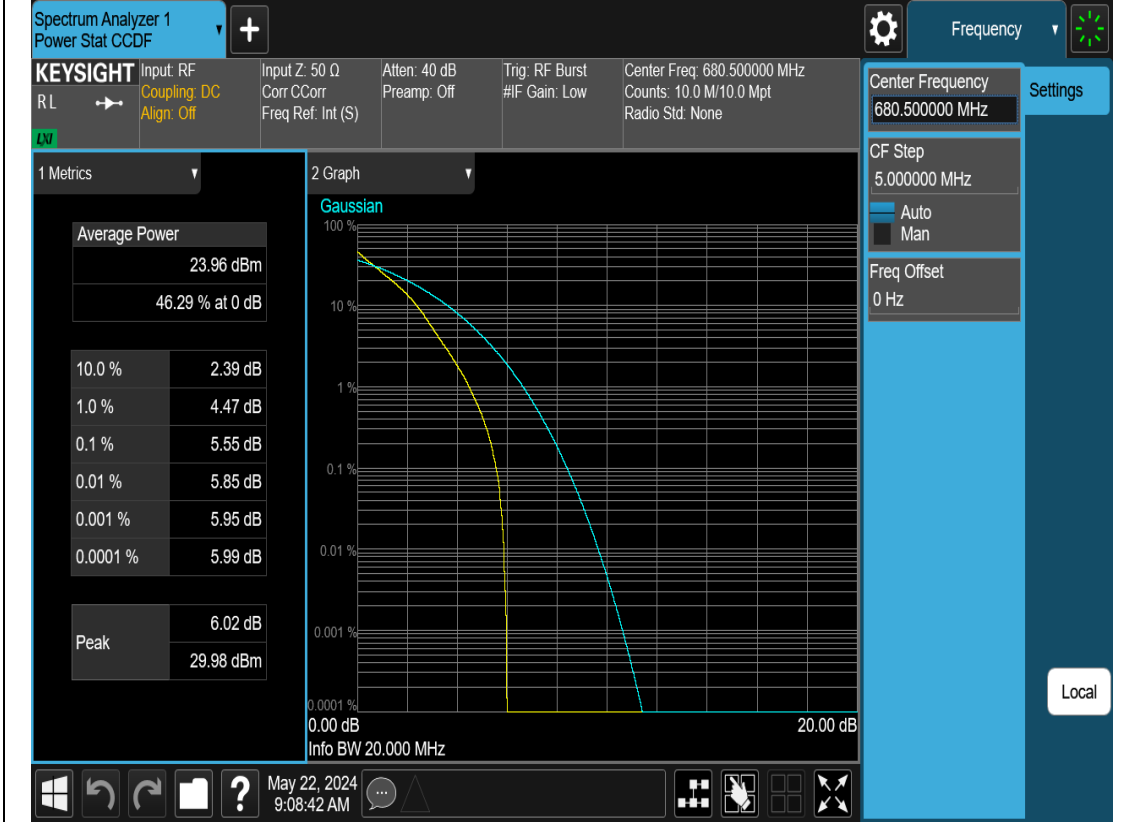 Spectrum Analyzer 1
Power Stat CCDF
Frequency
KEYSIGHT
RL
LXI
Input: RF
Coupling: DC
Align: Off
Input Z: 50 Ω
Corr CCorr
Freq Ref: Int (S)
Atten: 40 dB
Preamp: Off
Trig: RF Burst
#IF Gain: Low
Center Freq: 680.500000 MHz
Counts: 10.0 M/10.0 Mpt
Radio Std: None
1 Metrics
Average Power
23.96 dBm
46.29 % at 0 dB
10.0 % 2.39 dB
1.0 % 4.47 dB
0.1 % 5.55 dB
0.01 % 5.85 dB
0.001 % 5.95 dB
0.0001 % 5.99 dB
Peak
6.02 dB
29.98 dBm
2 Graph
Gaussian
100 %
10 %
1 %
0.1 %
0.01 %
0.001 %
0.0001 %
0.00 dB 20.00 dB
Info BW 20.000 MHz
Center Frequency
680.500000 MHz
CF Step
5.000000 MHz
Auto
Man
Freq Offset
0 Hz
Settings
Local
May 22, 2024
9:08:42 AM